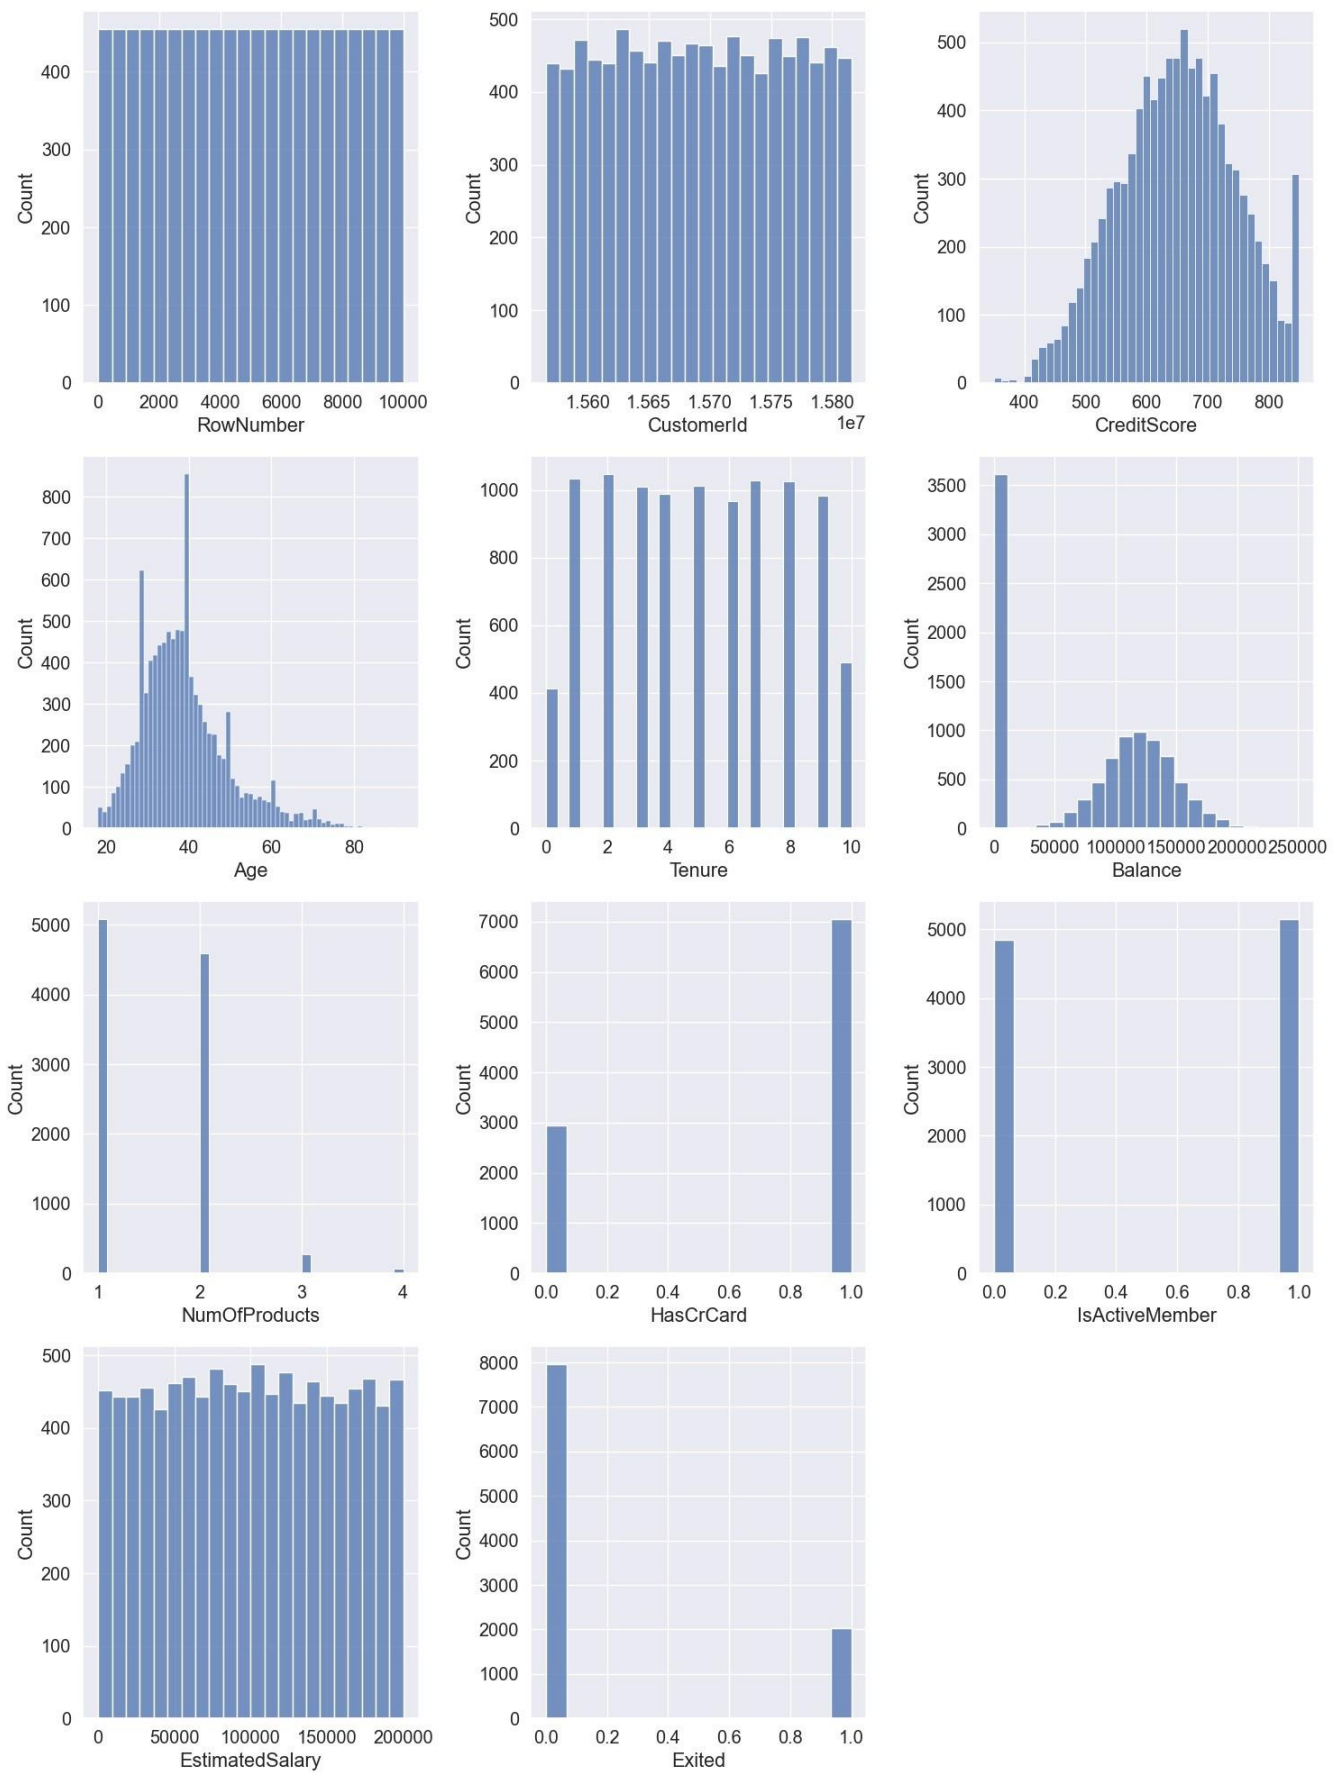 Count
400
300
200
100
0
0 2000 4000 6000 8000 10000
RowNumber
Count
500
400
300
200
100
0
1.560 1.565 1.570 1.575 1.580
1e7
CustomerId
Count
500
400
300
200
100
0
400 500 600 700 800
CreditScore
Count
800
700
600
500
400
300
200
100
0
20 40 60 80
Age
Count
1000
800
600
400
200
0
0 2 4 6 8 10
Tenure
Count
3500
3000
2500
2000
1500
1000
500
0
0 50000 100000 150000 200000 250000
Balance
Count
5000
4000
3000
2000
1000
0
1 2 3 4
NumOfProducts
Count
7000
6000
5000
4000
3000
2000
1000
0
0.0 0.2 0.4 0.6 0.8 1.0
HasCrCard
Count
5000
4000
3000
2000
1000
0
0.0 0.2 0.4 0.6 0.8 1.0
IsActiveMember
Count
500
400
300
200
100
0
0 50000 100000 150000 200000
EstimatedSalary
Count
8000
7000
6000
5000
4000
3000
2000
1000
0
0.0 0.2 0.4 0.6 0.8 1.0
Exited